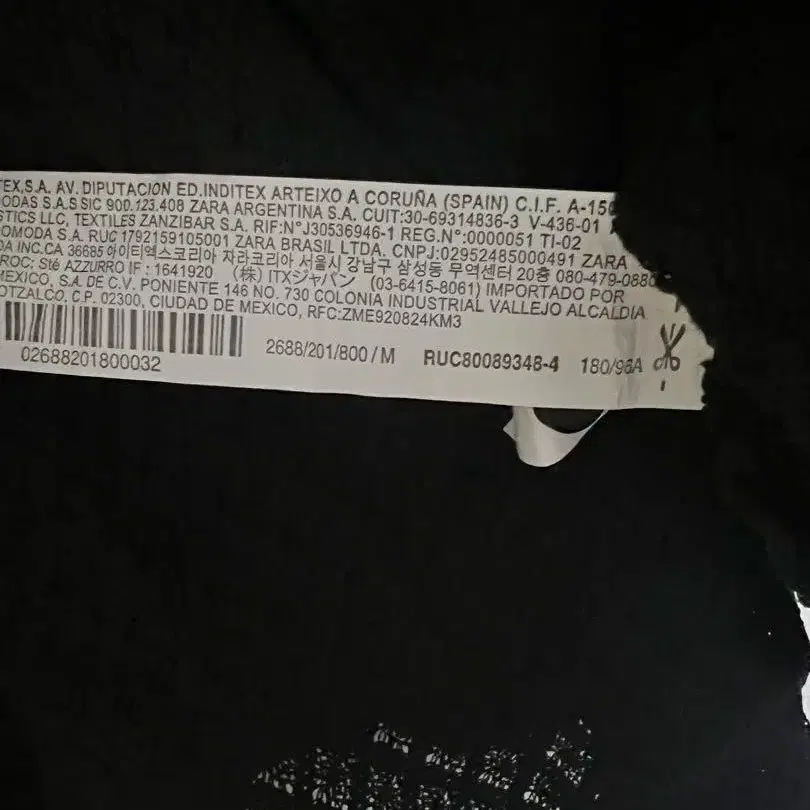 TEX,S.A. AV. DIPUTACION ED.INDITEX ARTEIXO A CORUÑA (SPAIN) C.I.F. A-150
ODAS S.A.S SIC 900.123.408 ZARA ARGENTINA S.A. CUIT:30-69314836-3 V-436-01
STICS LLC, TEXTILES ZANZIBAR S.A. RIF:N°J30536946-1 REG.N°:0000051 TI-02
OMODA S.A. RUC 1792159105001 ZARA BRASIL LTDA. CNPJ:02952485000491 ZARA
DA INC.CA 36685 아이티엑스코리아 자라코리아 서울시 강남구 삼성동 무역센터 20층 080-479-0880
ROC: Sté AZZURRO IF : 1641920 (株) ITXジャパン (03-6415-8061) IMPORTADO POR
MEXICO, S.A. DE C.V. PONIENTE 146 NO. 730 COLONIA INDUSTRIAL VALLEJO ALCALDIA
OTZALCO, C.P. 02300, CIUDAD DE MEXICO, RFC:ZME920824KM3
02688201800032 2688/201/800/M RUC80089348-4 180/96A